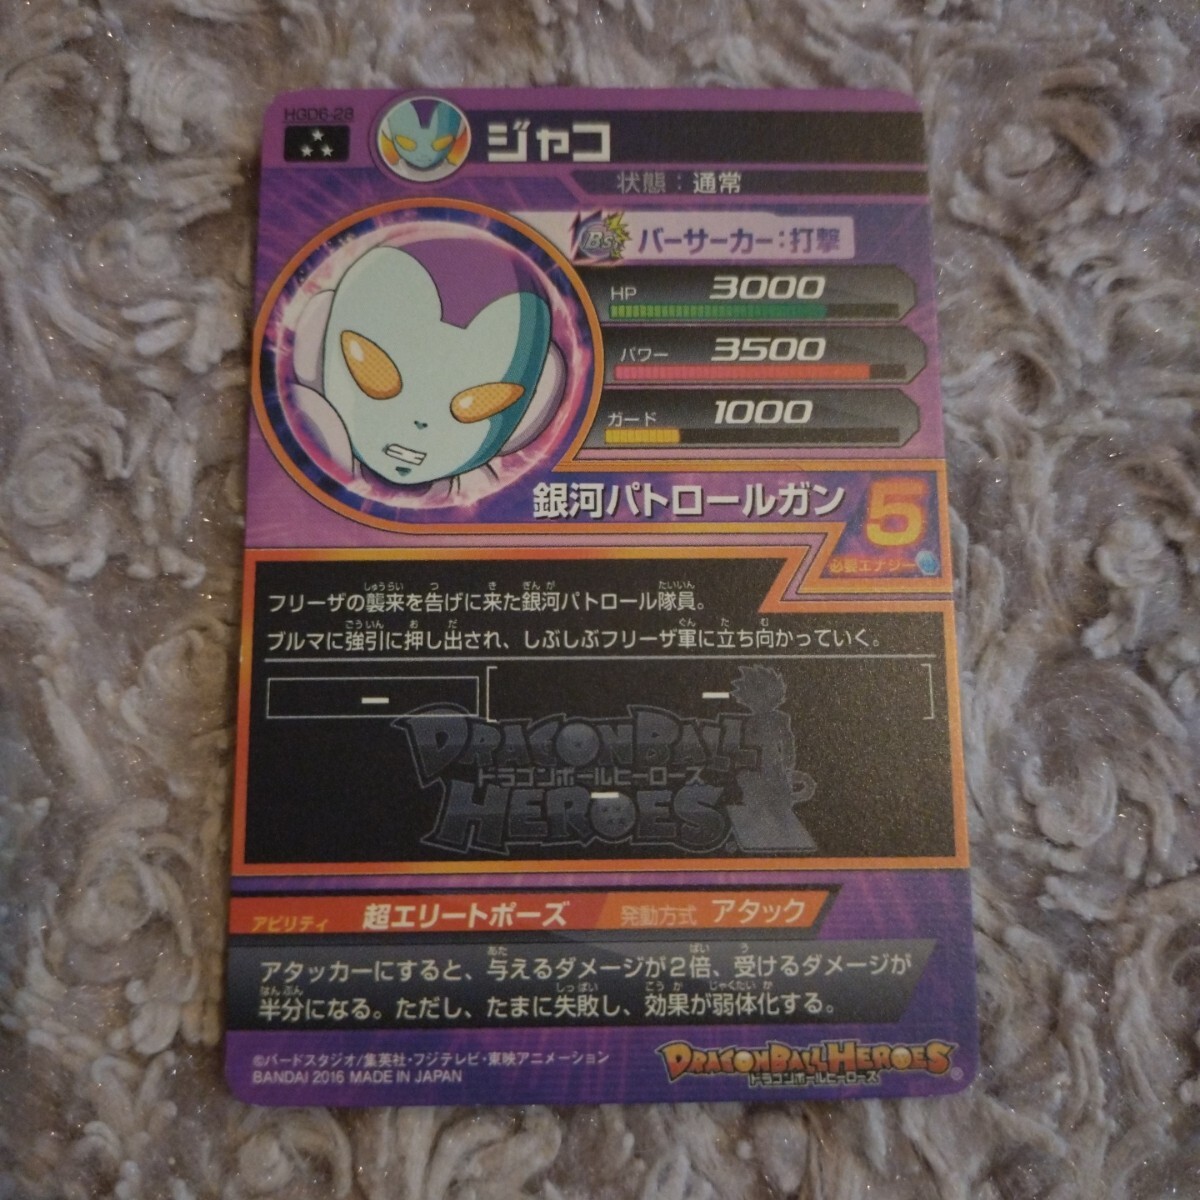 HGD6-28
ジャコ
状態：通常
BS
バーサーカー：打撃
HP 3000
パワー 3500
ガード 1000
銀河パトロールガン 5
必要エナジー
フリーザの襲来を告げに来た銀河パトロール隊員。
ブルマに強引に押し出され、しぶしぶフリーザ軍に立ち向かっていく。
ー ー
DRAGON BALL
ドラゴンボールヒーローズ
HEROES
ー
アビリティ 超エリートポーズ 発動方式 アタック
アタッカーにすると、与えるダメージが2倍、受けるダメージが
半分になる。ただし、たまに失敗し、効果が弱体化する。
©バードスタジオ/集英社・フジテレビ・東映アニメーション
BANDAI 2016 MADE IN JAPAN
DRAGON BALL HEROES
ドラゴンボールヒーローズ